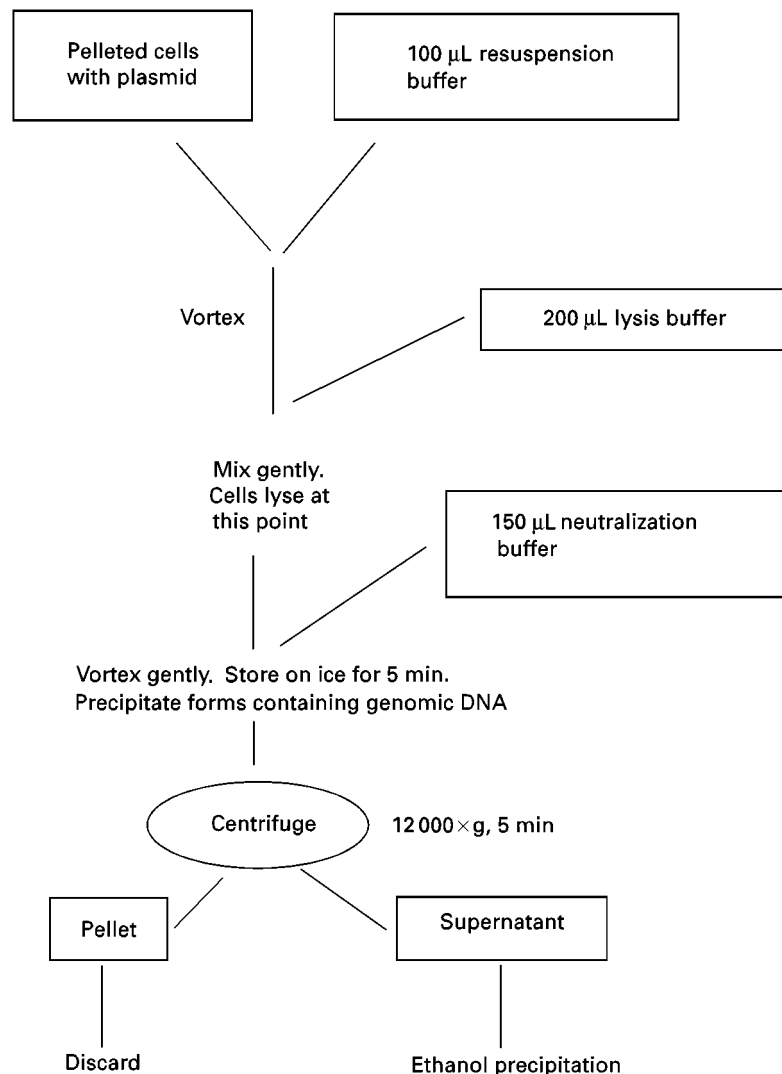 Pelleted cells
with plasmid
100 μL resuspension
buffer
Vortex
200 μL lysis buffer
Mix gently.
Cells lyse at
this point
150 μL neutralization
buffer
Vortex gently. Store on ice for 5 min.
Precipitate forms containing genomic DNA
Centrifuge
12 000×g, 5 min
Pellet
Supernatant
Discard
Ethanol precipitation